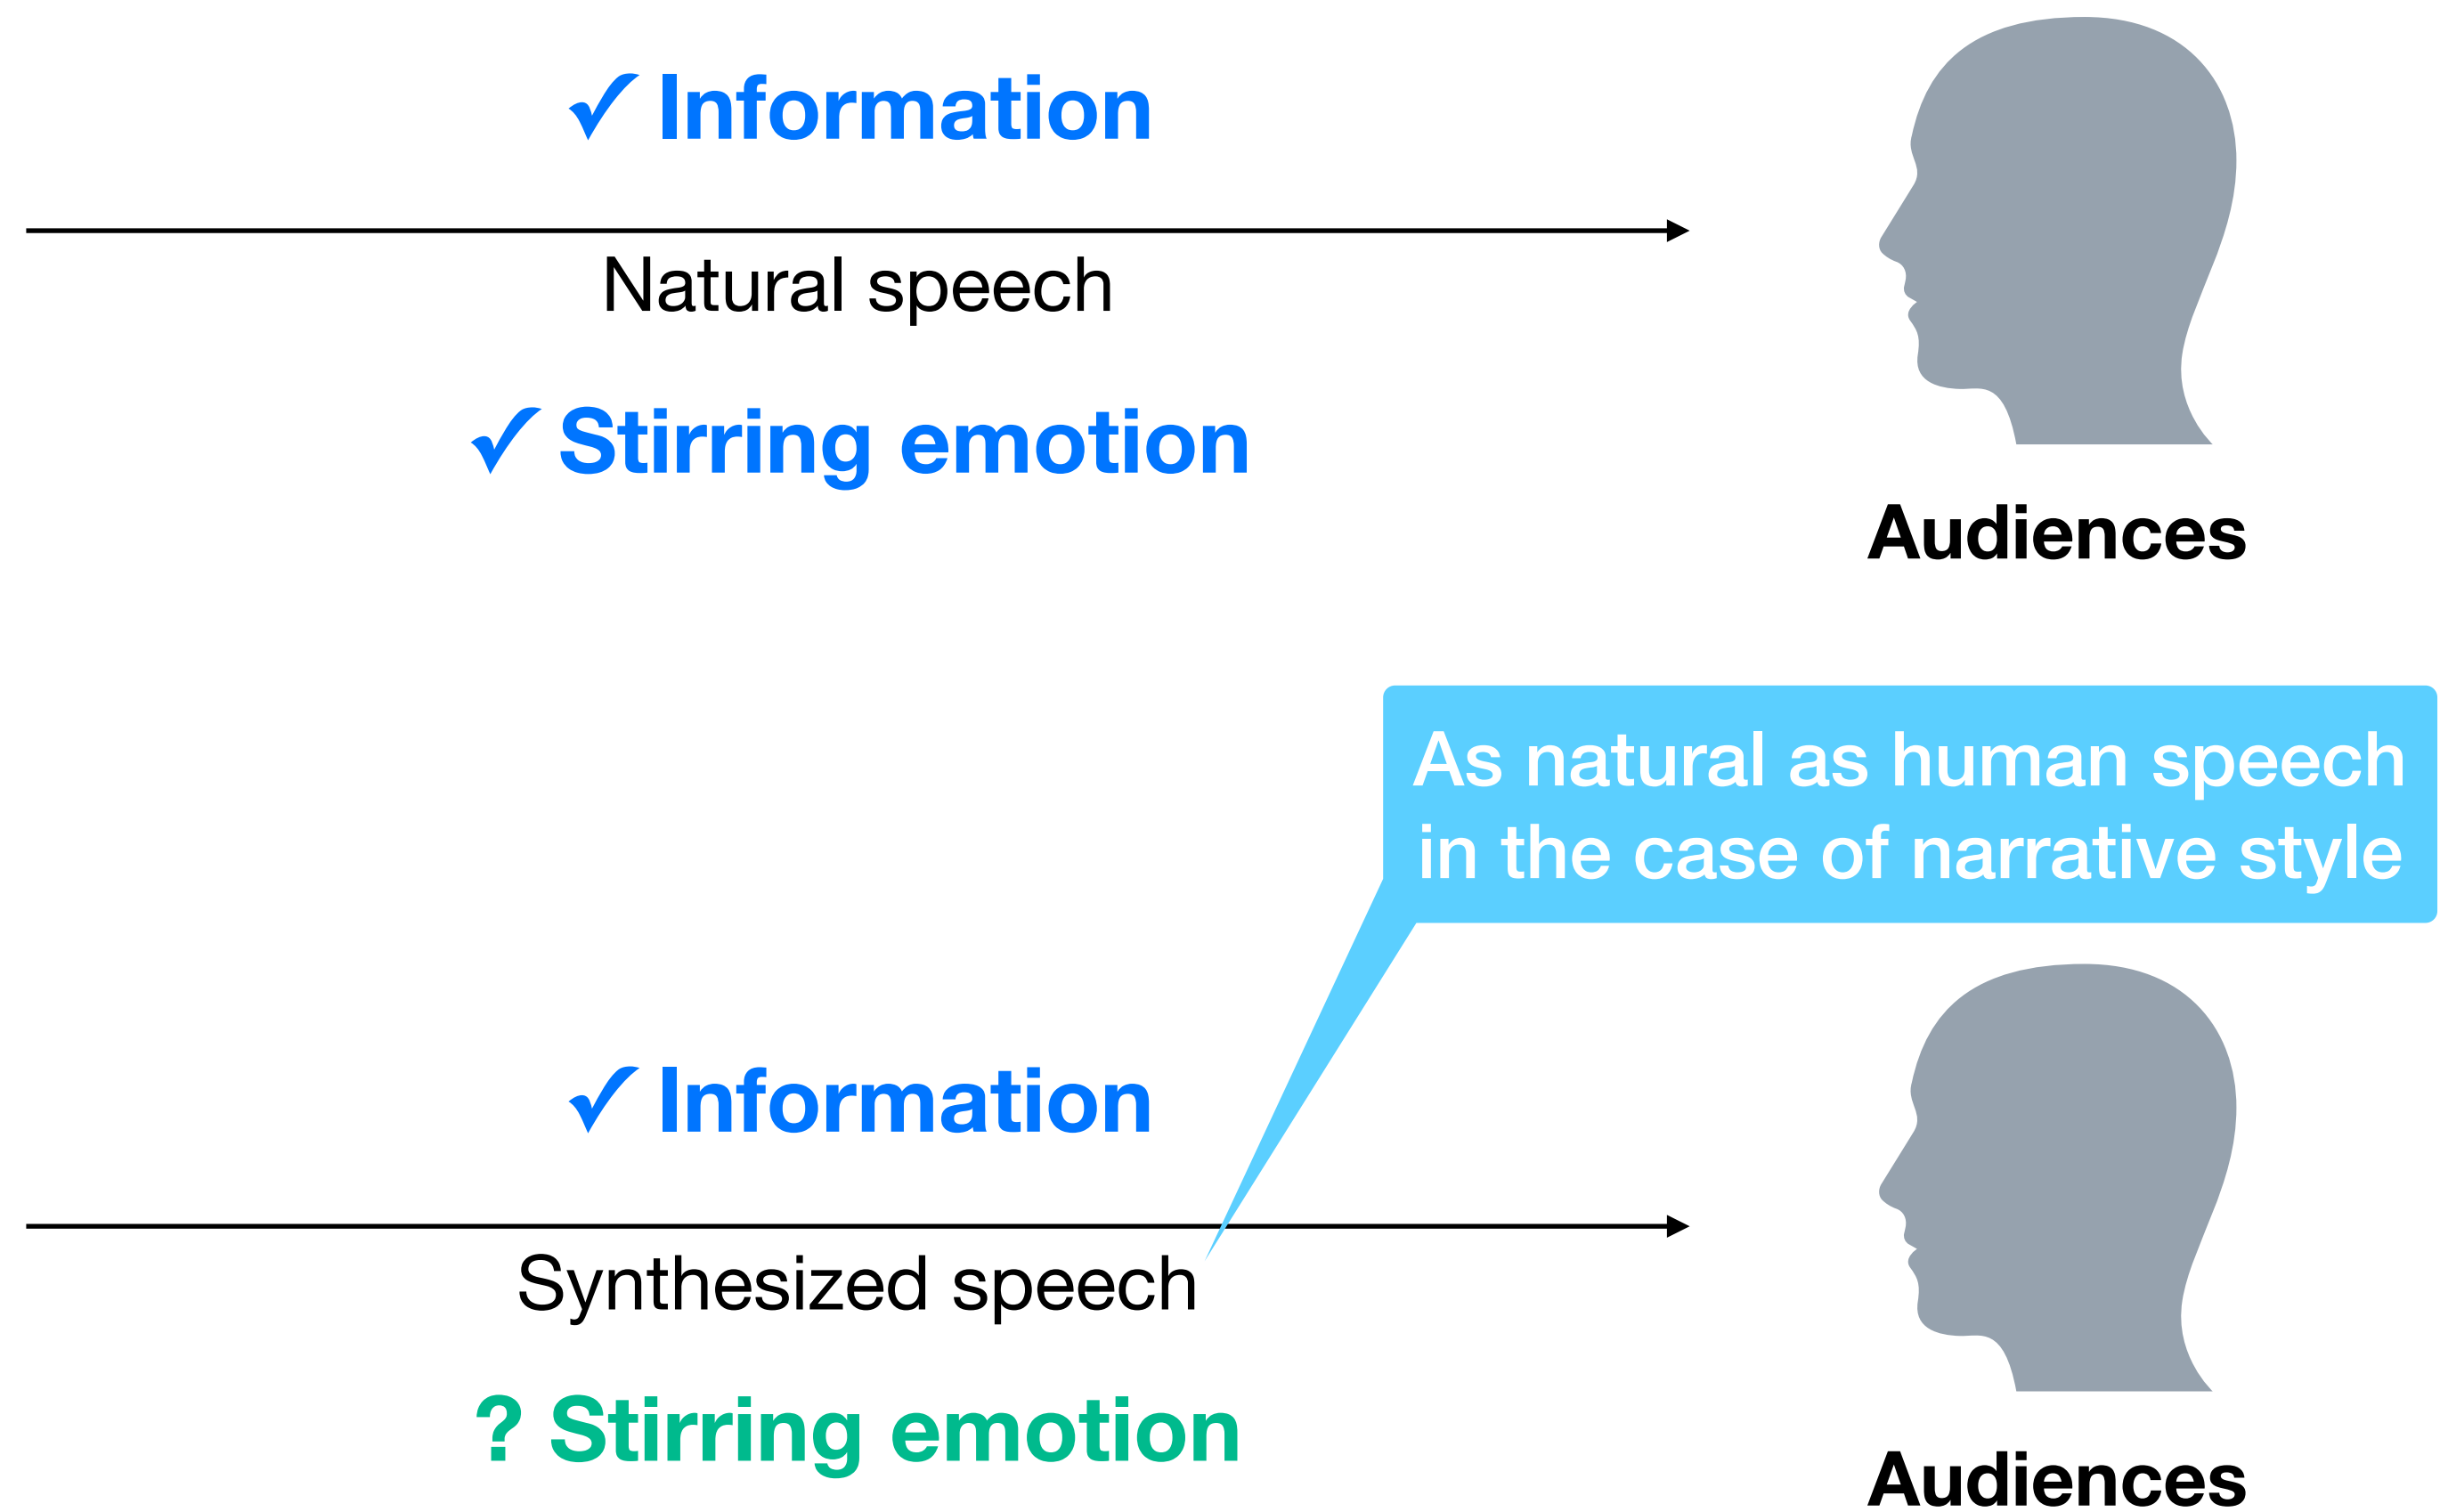 ✓ Information
Natural speech
✓ Stirring emotion
Audiences
As natural as human speech
in the case of narrative style
✓ Information
Synthesized speech
? Stirring emotion
Audiences